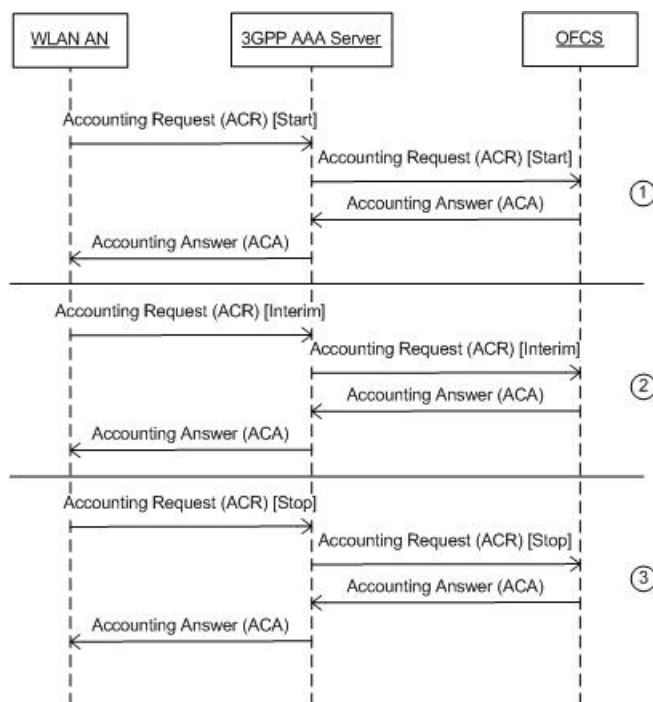 WLAN AN
3GPP AAA Server
OFCS
Accounting Request (ACR) [Start]
Accounting Request (ACR) [Start]
1
Accounting Answer (ACA)
Accounting Answer (ACA)
Accounting Request (ACR) [Interim]
Accounting Request (ACR) [Interim]
2
Accounting Answer (ACA)
Accounting Answer (ACA)
Accounting Request (ACR) [Stop]
Accounting Request (ACR) [Stop]
3
Accounting Answer (ACA)
Accounting Answer (ACA)